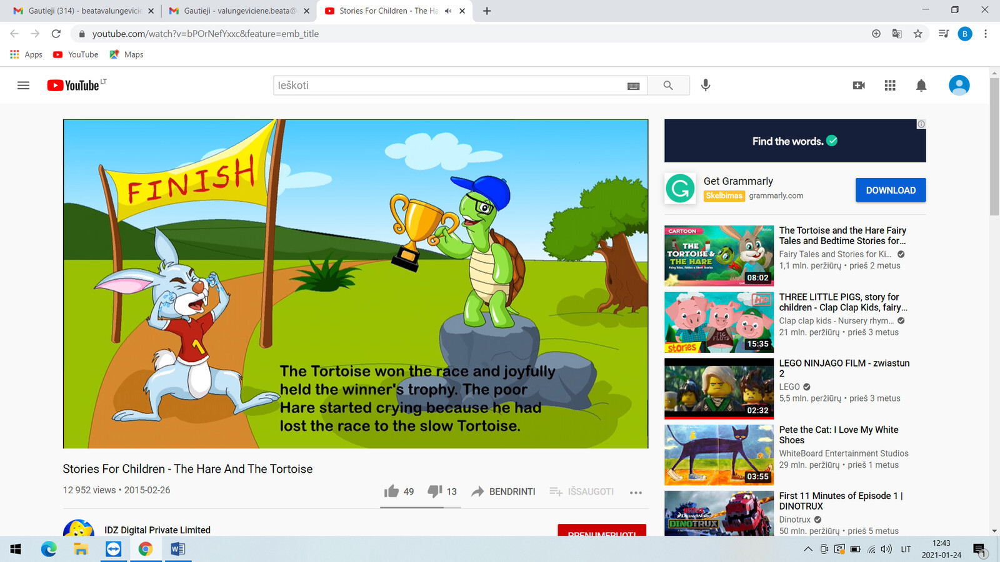 Gautieji (314) - beatavalungevicie
Gautieji - valungeviciene.beata@
Stories For Children - The Ha
youtube.com/watch?v=bPOrNefYxxc&feature=emb_title
B
Apps
YouTube
Maps
YouTube LT
Ieškoti
FINISH
1
The Tortoise won the race and joyfully
held the winner's trophy. The poor
Hare started crying because he had
lost the race to the slow Tortoise.
Stories For Children - The Hare And The Tortoise
12 952 views • 2015-02-26
49
13
BENDRINTI
IŠSAUGOTI
IDZ Digital Private Limited
PRENUMERUOTI
Find the words.
G
Get Grammarly
Skelbimas grammarly.com
DOWNLOAD
CARTOON
THE
TORTOISE &
THE HARE
Fairy Tales, Fables & Short Stories
08:02
The Tortoise and the Hare Fairy
Tales and Bedtime Stories for...
Fairy Tales and Stories for Ki...
1,1 mln. peržiūrų • prieš 2 metus
HD
PIG
FLOYD
stories
15:35
THREE LITTLE PIGS, story for
children - Clap Clap Kids, fairy...
Clap clap kids - Nursery rhym...
21 mln. peržiūrų • prieš 3 metus
02:32
LEGO NINJAGO FILM - zwiastun
2
LEGO
5,5 mln. peržiūrų • prieš 3 metus
03:55
Pete the Cat: I Love My White
Shoes
WhiteBoard Entertainment Studios
29 mln. peržiūrų • prieš 1 metus
NETFLIX
DREAMWORKS
DINOTRUX
First 11 Minutes of Episode 1 |
DINOTRUX
Dinotrux
50 mln. peržiūrų • prieš 5 metus
LIT
12:43
2021-01-24
1